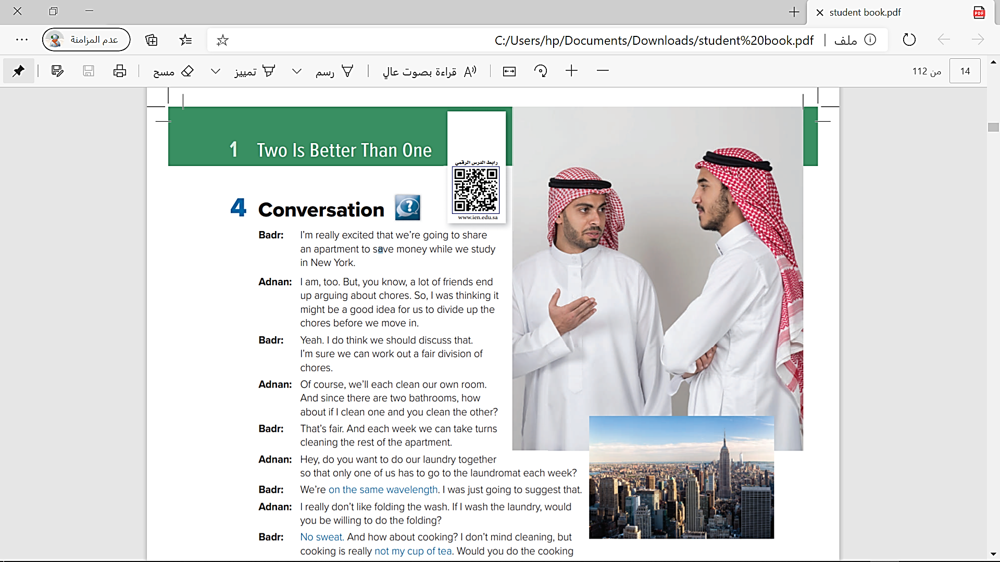 student book.pdf
عدم المزامنة
C:/Users/hp/Documents/Downloads/student%20book.pdf
ملف
مسح
تمييز
رسم
قراءة بصوت عالٍ
من 112
14
1 Two Is Better Than One
رابط الدرس الرقمي
www.ien.edu.sa
4 Conversation
Badr: I'm really excited that we're going to share
an apartment to save money while we study
in New York.
Adnan: I am, too. But, you know, a lot of friends end
up arguing about chores. So, I was thinking it
might be a good idea for us to divide up the
chores before we move in.
Badr: Yeah. I do think we should discuss that.
I'm sure we can work out a fair division of
chores.
Adnan: Of course, we'll each clean our own room.
And since there are two bathrooms, how
about if I clean one and you clean the other?
Badr: That's fair. And each week we can take turns
cleaning the rest of the apartment.
Adnan: Hey, do you want to do our laundry together
so that only one of us has to go to the laundromat each week?
Badr: We're on the same wavelength. I was just going to suggest that.
Adnan: I really don't like folding the wash. If I wash the laundry, would
you be willing to do the folding?
Badr: No sweat. And how about cooking? I don't mind cleaning, but
cooking is really not my cup of tea. Would you do the cooking